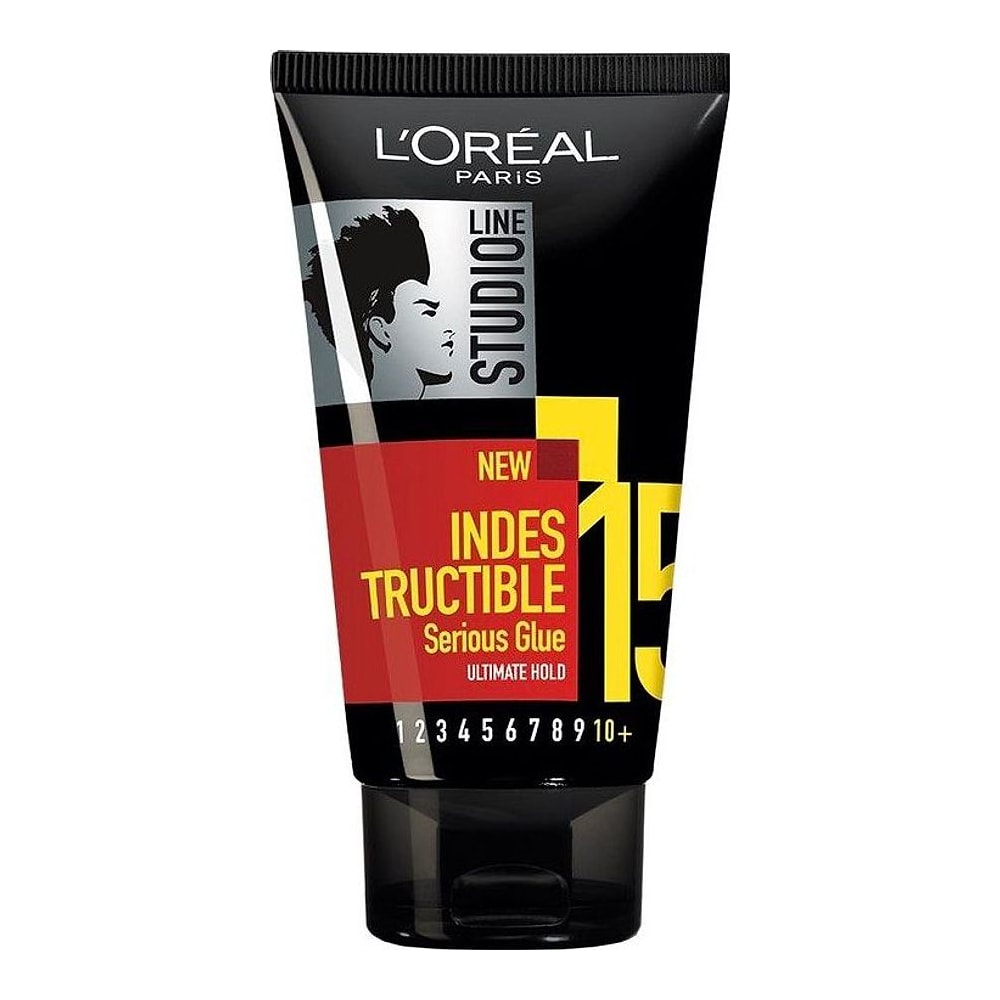 L'ORÉAL
PARiS
LINE
STUDIO
NEW
15
INDES
TRUCTIBLE
Serious Glue
ULTIMATE HOLD
1 2 3 4 5 6 7 8 9 10+